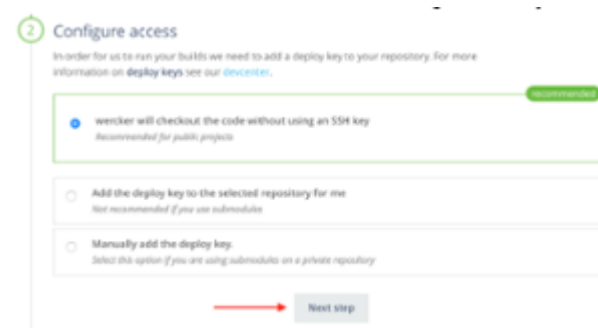 2 Configure access
In order for us to run your builds we need to add a deploy key to your repository. For more
information on deploy keys see our devcenter.
recommended
wercker will checkout the code without using an SSH key
Recommended for public projects
Add the deploy key to the selected repository for me
Not recommended if you use submodules
Manually add the deploy key.
Select this option if you are using submodules on a private repository
Next step